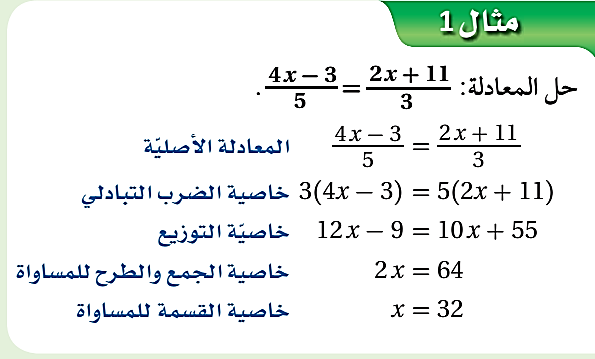 مثال 1
حل المعادلة: (2x + 11)/3 = (4x − 3)/5.
(4x − 3)/5 = (2x + 11)/3 المعادلة الأصليّة
3(4x − 3) = 5(2x + 11) خاصية الضرب التبادلي
12x − 9 = 10x + 55 خاصيّة التوزيع
2x = 64 خاصية الجمع والطرح للمساواة
x = 32 خاصية القسمة للمساواة